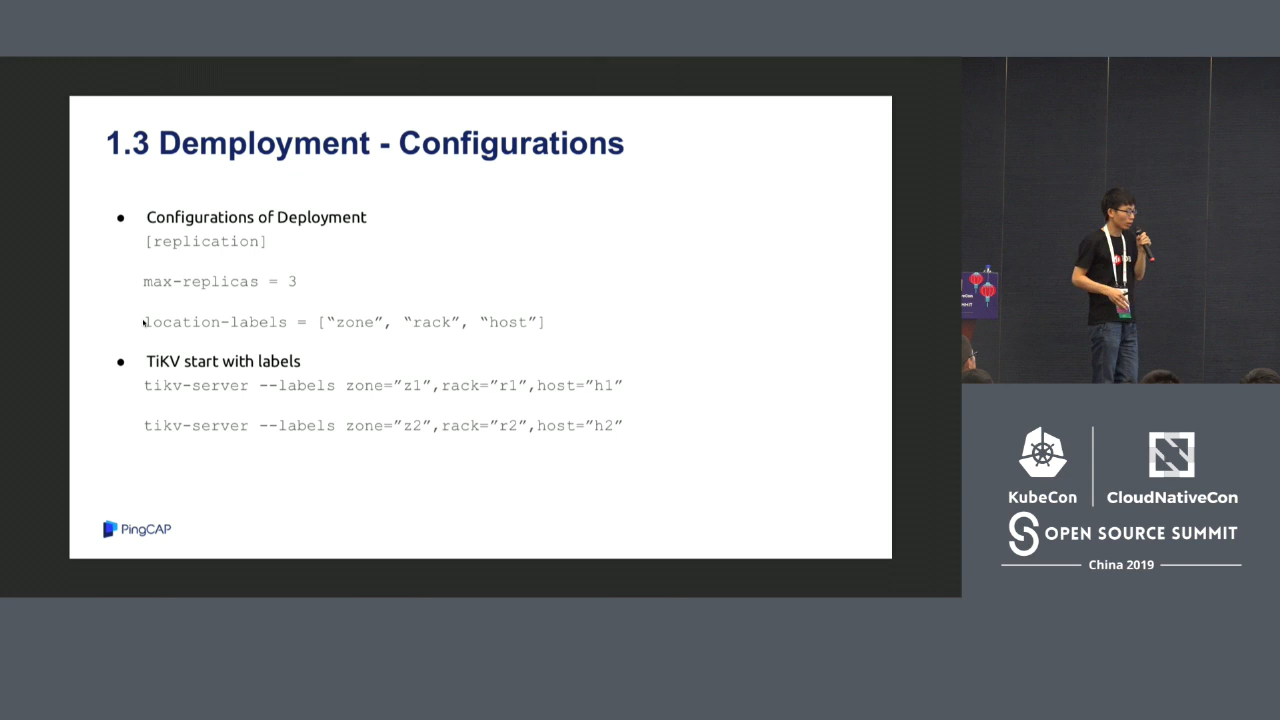 1.3 Demployment - Configurations
● Configurations of Deployment
[replication]
max-replicas = 3
location-labels = [“zone”, “rack”, “host”]
● TiKV start with labels
tikv-server --labels zone=”z1”,rack=”r1”,host=”h1”
tikv-server --labels zone=”z2”,rack=”r2”,host=”h2”
PingCAP
KubeCon
CloudNativeCon
OPEN SOURCE SUMMIT
China 2019